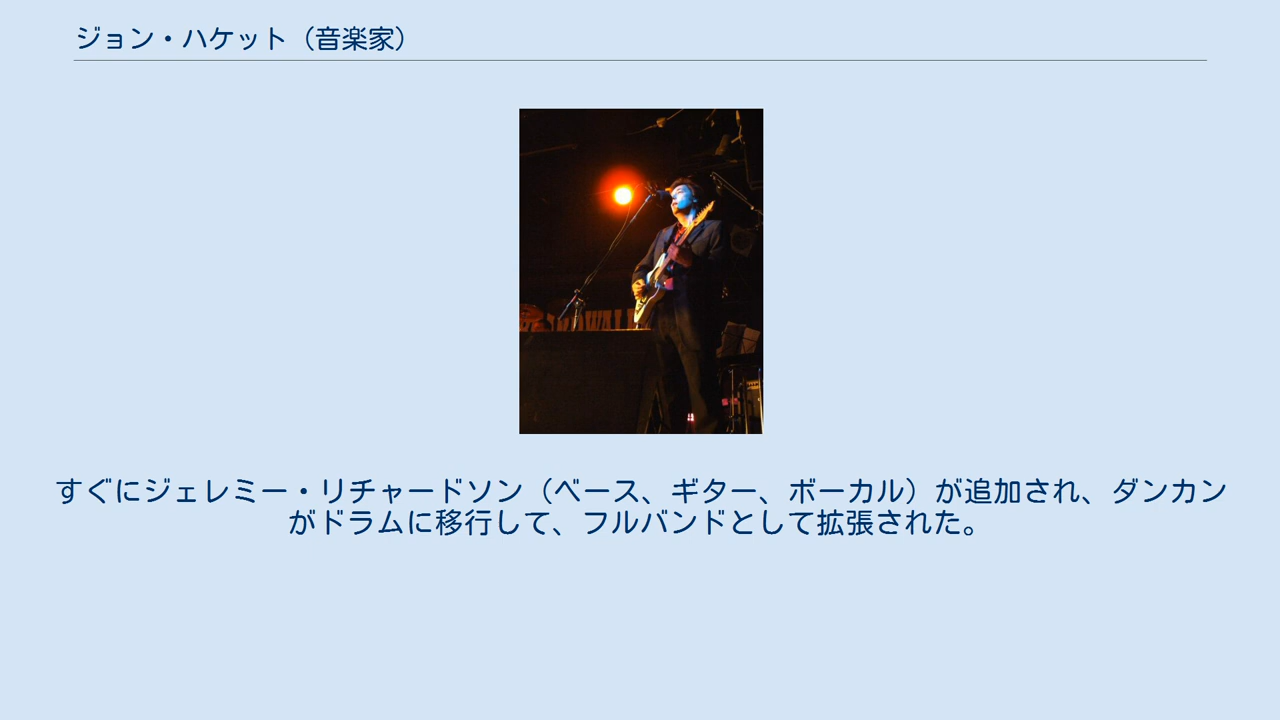 ジョン・ハケット（音楽家）
すぐにジェレミー・リチャードソン（ベース、ギター、ボーカル）が追加され、ダンカン
がドラムに移行して、フルバンドとして拡張された。